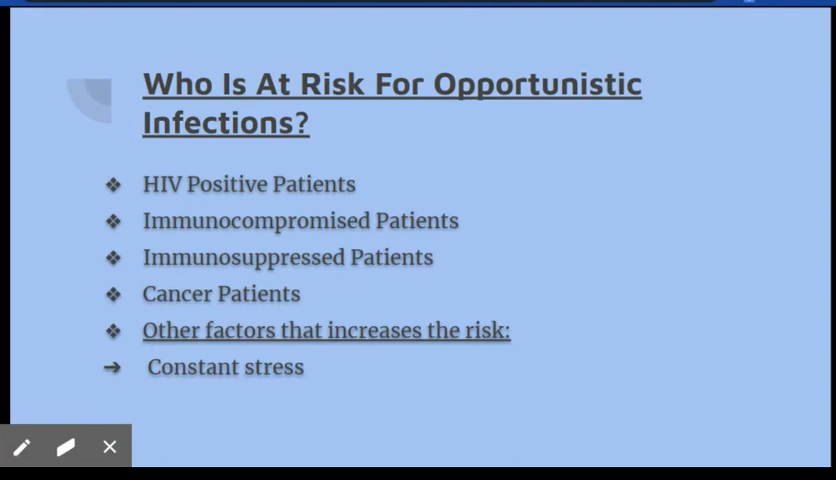 Who Is At Risk For Opportunistic
Infections?
❖ HIV Positive Patients
❖ Immunocompromised Patients
❖ Immunosuppressed Patients
❖ Cancer Patients
❖ Other factors that increases the risk:
➔ Constant stress